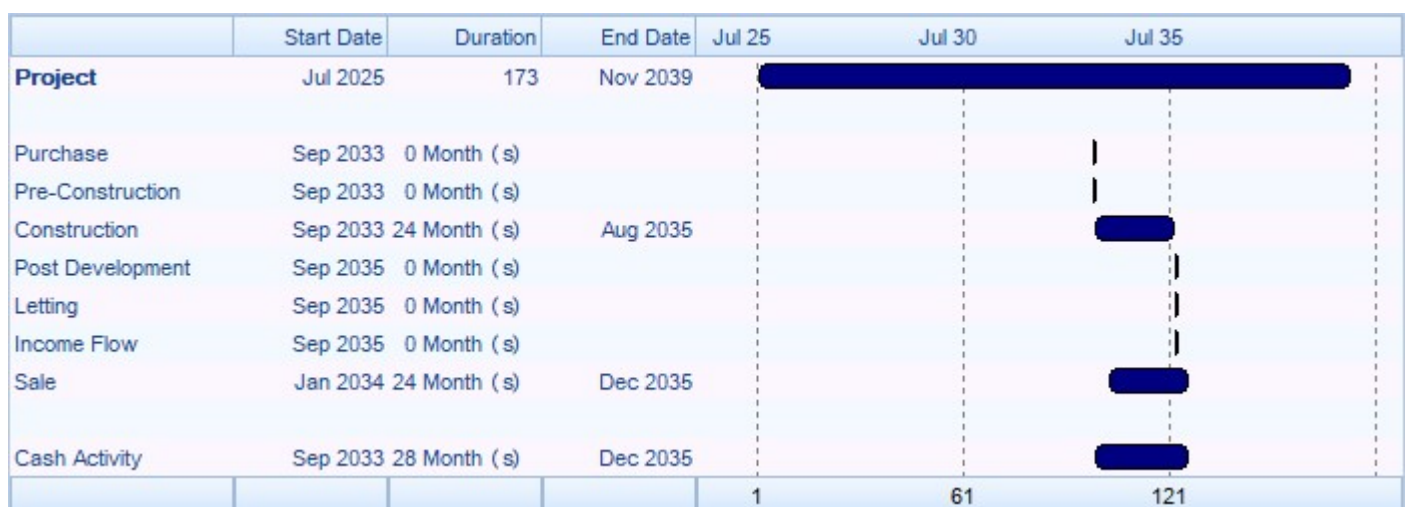 Start Date Duration End Date Jul 25 Jul 30 Jul 35
Project Jul 2025 173 Nov 2039
Purchase Sep 2033 0 Month (s)
Pre-Construction Sep 2033 0 Month (s)
Construction Sep 2033 24 Month (s) Aug 2035
Post Development Sep 2035 0 Month (s)
Letting Sep 2035 0 Month (s)
Income Flow Sep 2035 0 Month (s)
Sale Jan 2034 24 Month (s) Dec 2035
Cash Activity Sep 2033 28 Month (s) Dec 2035
1 61 121